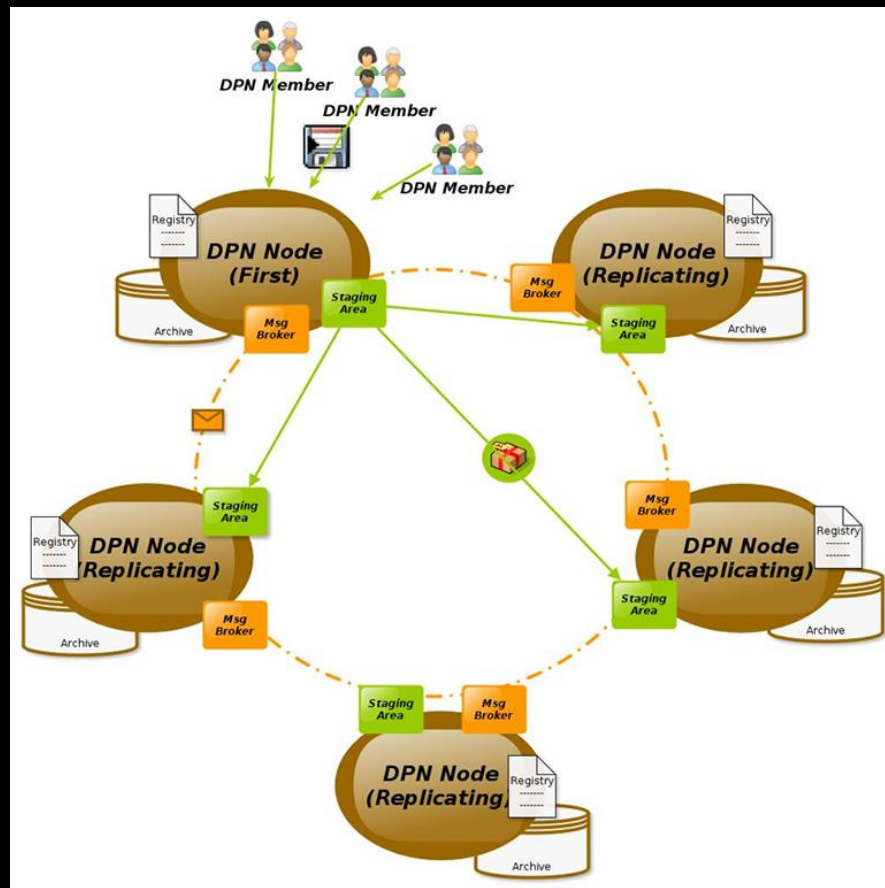 DPN Member
DPN Member
DPN Member
Registry
DPN Node
(First)
Staging
Area
Msg
Broker
Archive
Registry
DPN Node
(Replicating)
Msg
Broker
Staging
Area
Archive
Staging
Area
Registry
DPN Node
(Replicating)
Msg
Broker
Archive
Msg
Broker
Registry
DPN Node
(Replicating)
Staging
Area
Archive
Staging
Area
Msg
Broker
DPN Node
(Replicating)
Registry
Archive